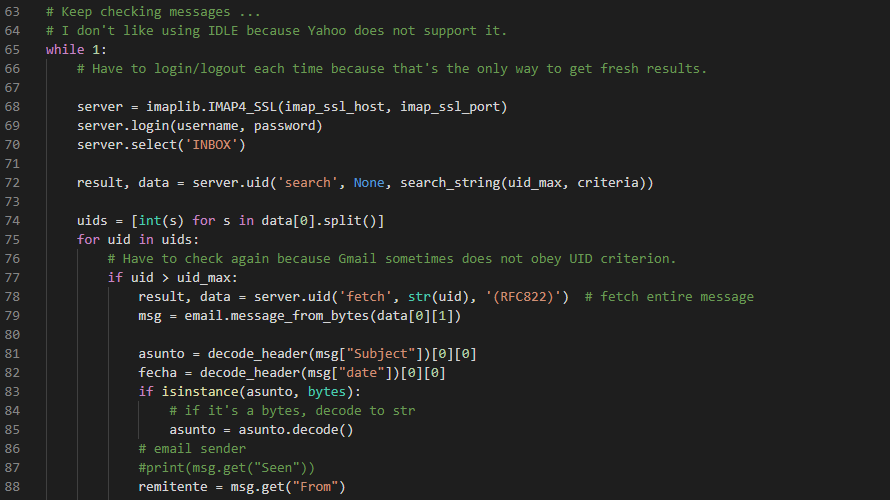 63 # Keep checking messages ...
64 # I don't like using IDLE because Yahoo does not support it.
65 while 1:
66     # Have to login/logout each time because that's the only way to get fresh results.
67
68     server = imaplib.IMAP4_SSL(imap_ssl_host, imap_ssl_port)
69     server.login(username, password)
70     server.select('INBOX')
71
72     result, data = server.uid('search', None, search_string(uid_max, criteria))
73
74     uids = [int(s) for s in data[0].split()]
75     for uid in uids:
76         # Have to check again because Gmail sometimes does not obey UID criterion.
77         if uid > uid_max:
78             result, data = server.uid('fetch', str(uid), '(RFC822)')  # fetch entire message
79             msg = email.message_from_bytes(data[0][1])
80
81             asunto = decode_header(msg["Subject"])[0][0]
82             fecha = decode_header(msg["date"])[0][0]
83             if isinstance(asunto, bytes):
84                 # if it's a bytes, decode to str
85                 asunto = asunto.decode()
86             # email sender
87             #print(msg.get("Seen"))
88             remitente = msg.get("From")